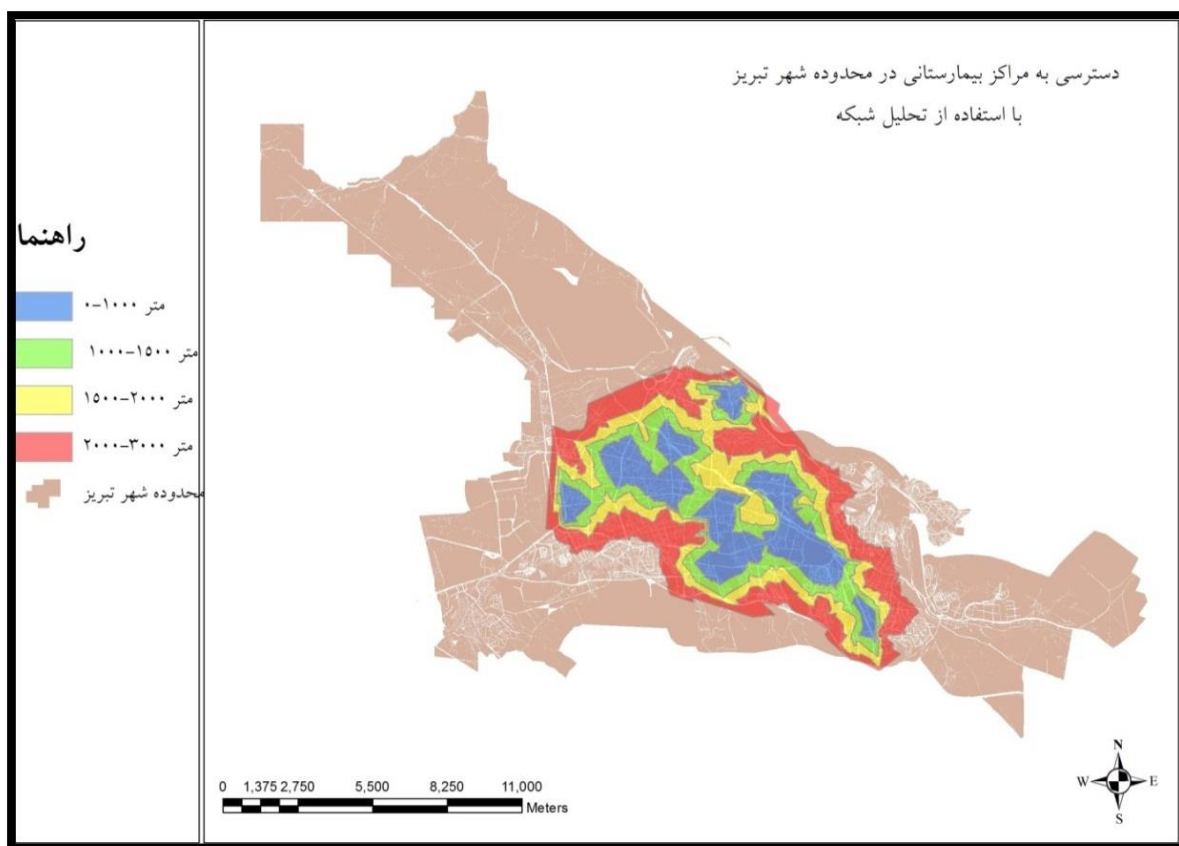 دسترسی به مراکز بیمارستانی در محدوده شهر تبریز
با استفاده از تحلیل شبکه
راهنما
متر ۱۰۰۰-۰
متر ۱۵۰۰-۱۰۰۰
متر ۲۰۰۰-۱۵۰۰
متر ۳۰۰۰-۲۰۰۰
محدوده شهر تبریز
0 1,375 2,750 5,500 8,250 11,000
Meters
N
W E
S